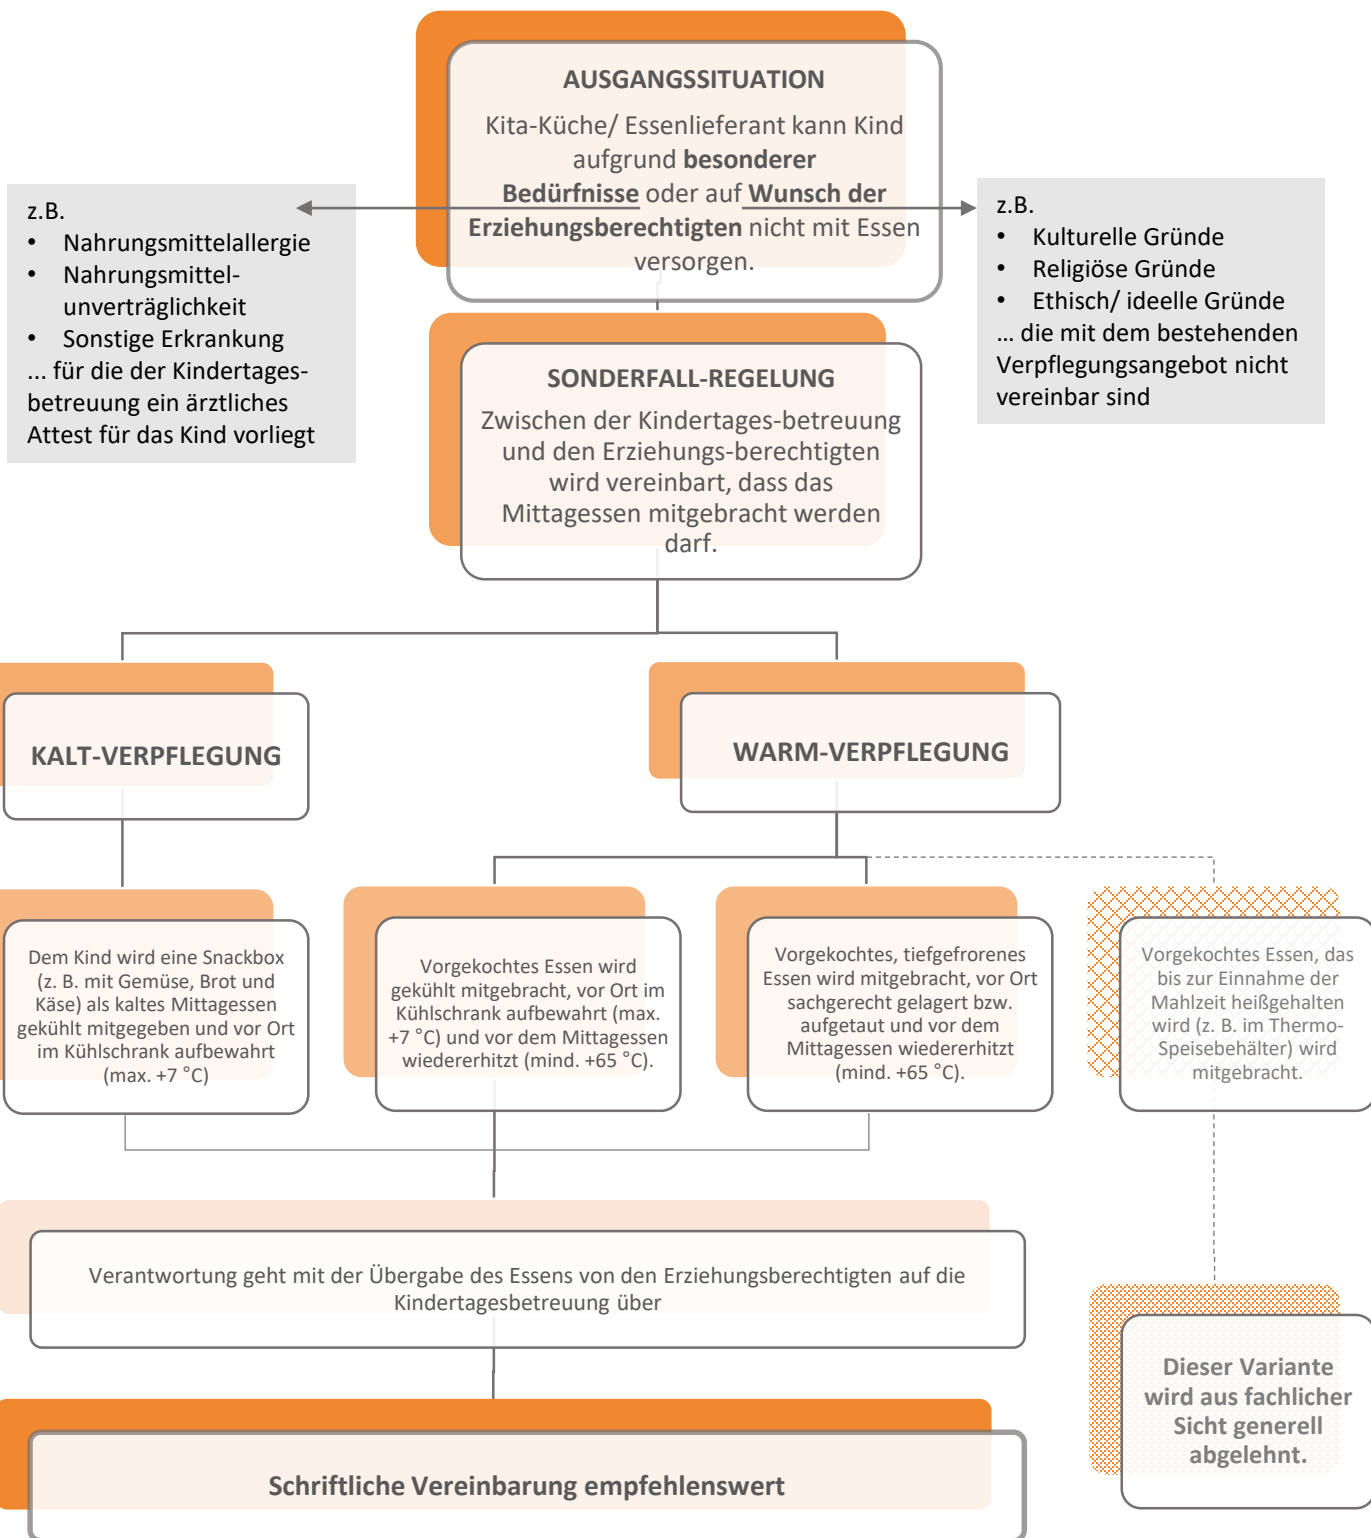 AUSGANGSSITUATION
Kita-Küche/ Essenlieferant kann Kind
aufgrund besonderer
Bedürfnisse oder auf Wunsch der
Erziehungsberechtigten nicht mit Essen
versorgen.
z.B.
• Nahrungsmittelallergie
• Nahrungsmittel-
unverträglichkeit
• Sonstige Erkrankung
... für die der Kindertages-
betreuung ein ärztliches
Attest für das Kind vorliegt
z.B.
• Kulturelle Gründe
• Religiöse Gründe
• Ethisch/ ideelle Gründe
... die mit dem bestehenden
Verpflegungsangebot nicht
vereinbar sind
SONDERFALL-REGELUNG
Zwischen der Kindertages-betreuung
und den Erziehungs-berechtigten
wird vereinbart, dass das
Mittagessen mitgebracht werden
darf.
KALT-VERPFLEGUNG
WARM-VERPFLEGUNG
Dem Kind wird eine Snackbox
(z. B. mit Gemüse, Brot und
Käse) als kaltes Mittagessen
gekühlt mitgegeben und vor Ort
im Kühlschrank aufbewahrt
(max. +7 °C)
Vorgekochtes Essen wird
gekühlt mitgebracht, vor Ort im
Kühlschrank aufbewahrt (max.
+7 °C) und vor dem Mittagessen
wiedererhitzt (mind. +65 °C).
Vorgekochtes, tiefgefrorenes
Essen wird mitgebracht, vor Ort
sachgerecht gelagert bzw.
aufgetaut und vor dem
Mittagessen wiedererhitzt
(mind. +65 °C).
Vorgekochtes Essen, das
bis zur Einnahme der
Mahlzeit heißgehalten
wird (z. B. im Thermo-
Speisebehälter) wird
mitgebracht.
Verantwortung geht mit der Übergabe des Essens von den Erziehungsberechtigten auf die
Kindertagesbetreuung über
Dieser Variante
wird aus fachlicher
Sicht generell
abgelehnt.
Schriftliche Vereinbarung empfehlenswert